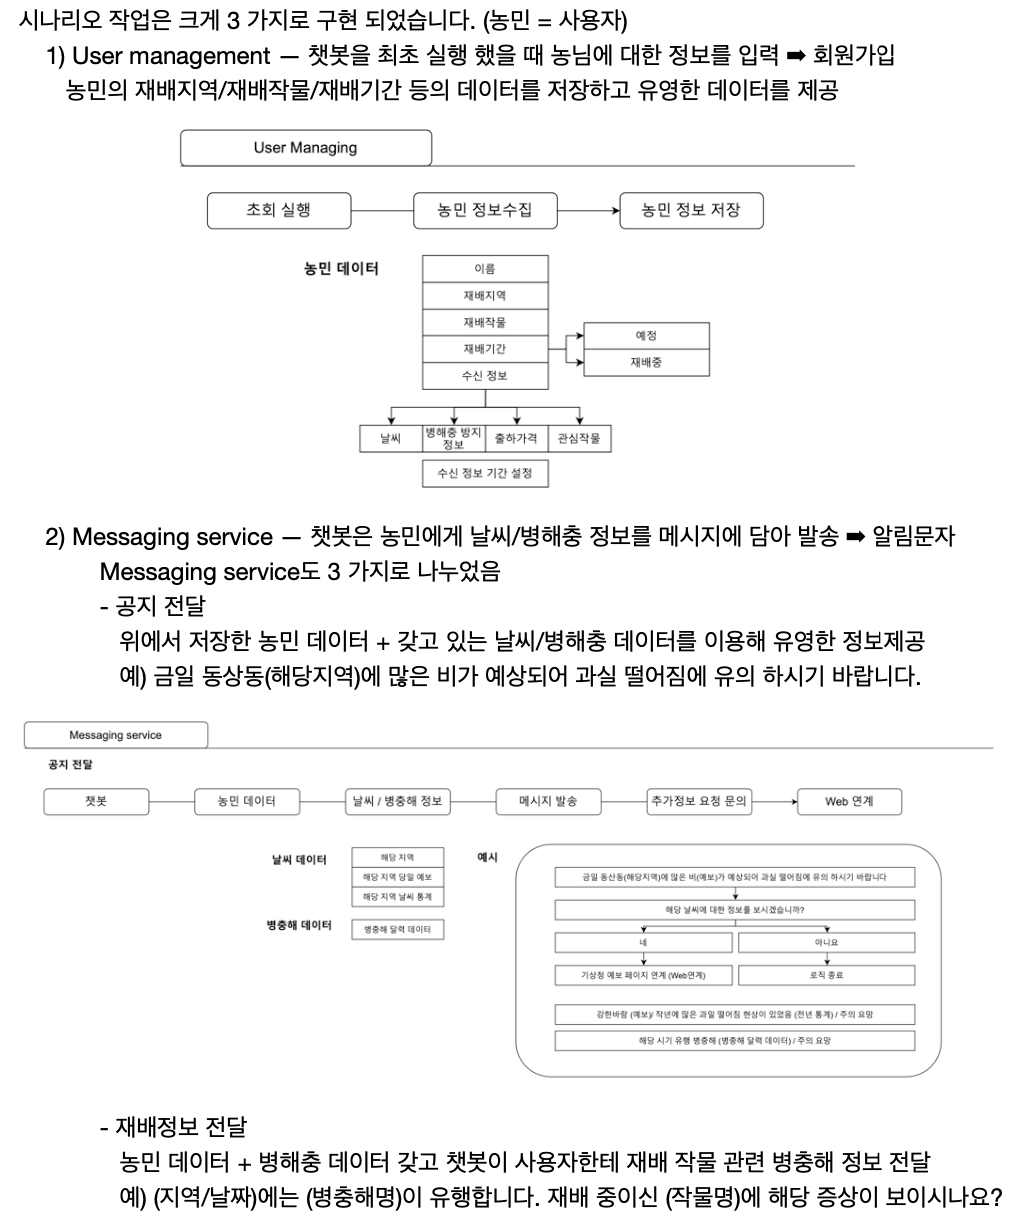 시나리오 작업은 크게 3 가지로 구현 되었습니다. (농민 = 사용자)
1) User management — 챗봇을 최초 실행 했을 때 농님에 대한 정보를 입력 ➡ 회원가입
농민의 재배지역/재배작물/재배기간 등의 데이터를 저장하고 유영한 데이터를 제공
User Managing
초회 실행
농민 정보수집
농민 정보 저장
농민 데이터
이름
재배지역
재배작물
재배기간
수신 정보
예정
재배중
날씨
병해충 방지
정보
출하가격
관심작물
수신 정보 기간 설정
2) Messaging service — 챗봇은 농민에게 날씨/병해충 정보를 메시지에 담아 발송 ➡ 알림문자
Messaging service도 3 가지로 나누었음
- 공지 전달
위에서 저장한 농민 데이터 + 갖고 있는 날씨/병해충 데이터를 이용해 유영한 정보제공
예) 금일 동상동(해당지역)에 많은 비가 예상되어 과실 떨어짐에 유의 하시기 바랍니다.
Messaging service
공지 전달
챗봇
농민 데이터
날씨 / 병충해 정보
메시지 발송
추가정보 요청 문의
Web 연계
날씨 데이터
해당 지역
해당 지역 당일 예보
해당 지역 날씨 통계
병충해 데이터
병충해 달력 데이터
예시
금일 동산동(해당지역)에 많은 비(예보)가 예상되어 과실 떨어짐에 유의 하시기 바랍니다
해당 날씨에 대한 정보를 보시겠습니까?
네
아니요
기상청 예보 페이지 연계 (Web연계)
로직 종료
강한바람 (예보)/ 작년에 많은 과일 떨어짐 현상이 있었음 (전년 통계) / 주의 요망
해당 시기 유행 병충해 (병충해 달력 데이터) / 주의 요망
- 재배정보 전달
농민 데이터 + 병해충 데이터 갖고 챗봇이 사용자한테 재배 작물 관련 병충해 정보 전달
예) (지역/날짜)에는 (병충해명)이 유행합니다. 재배 중이신 (작물명)에 해당 증상이 보이시나요?